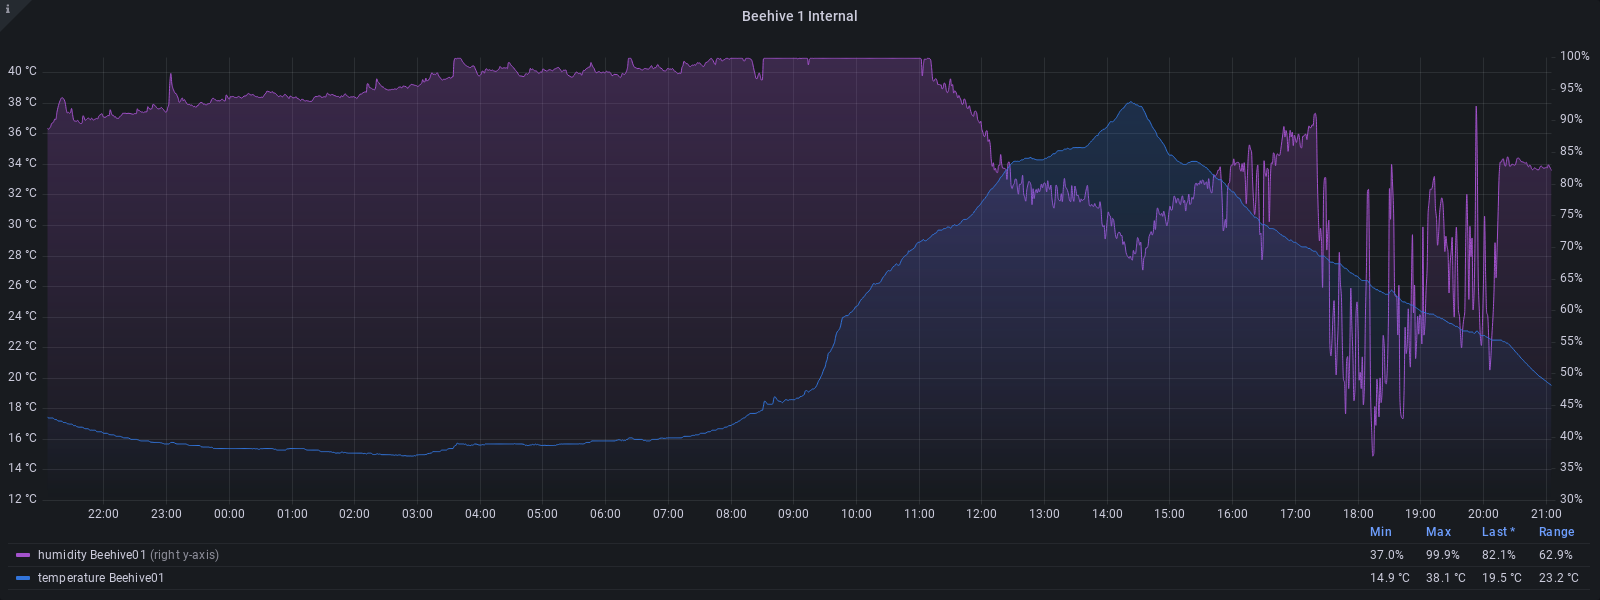 i
Beehive 1 Internal
40 °C
38 °C
36 °C
34 °C
32 °C
30 °C
28 °C
26 °C
24 °C
22 °C
20 °C
18 °C
16 °C
14 °C
12 °C
100%
95%
90%
85%
80%
75%
70%
65%
60%
55%
50%
45%
40%
35%
30%
22:00 23:00 00:00 01:00 02:00 03:00 04:00 05:00 06:00 07:00 08:00 09:00 10:00 11:00 12:00 13:00 14:00 15:00 16:00 17:00 18:00 19:00 20:00 21:00
Min Max Last * Range
humidity Beehive01 (right y-axis) 37.0% 99.9% 82.1% 62.9%
temperature Beehive01 14.9 °C 38.1 °C 19.5 °C 23.2 °C